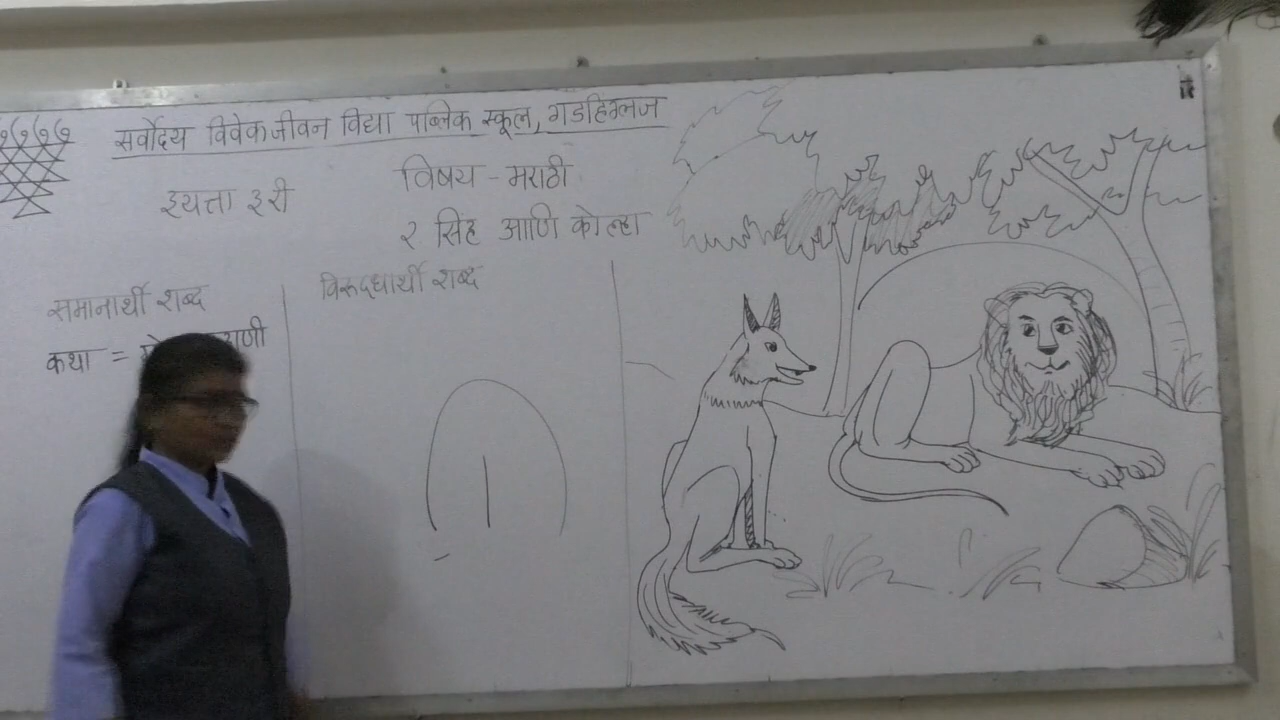 सर्वोदय विवेकजीवन विद्या पब्लिक स्कूल, गडहिंग्लज
विषय - मराठी
इयत्ता ३री
२ सिंह आणि कोल्हा
समानार्थी शब्द
विरूद्धार्थी शब्द
कथा =